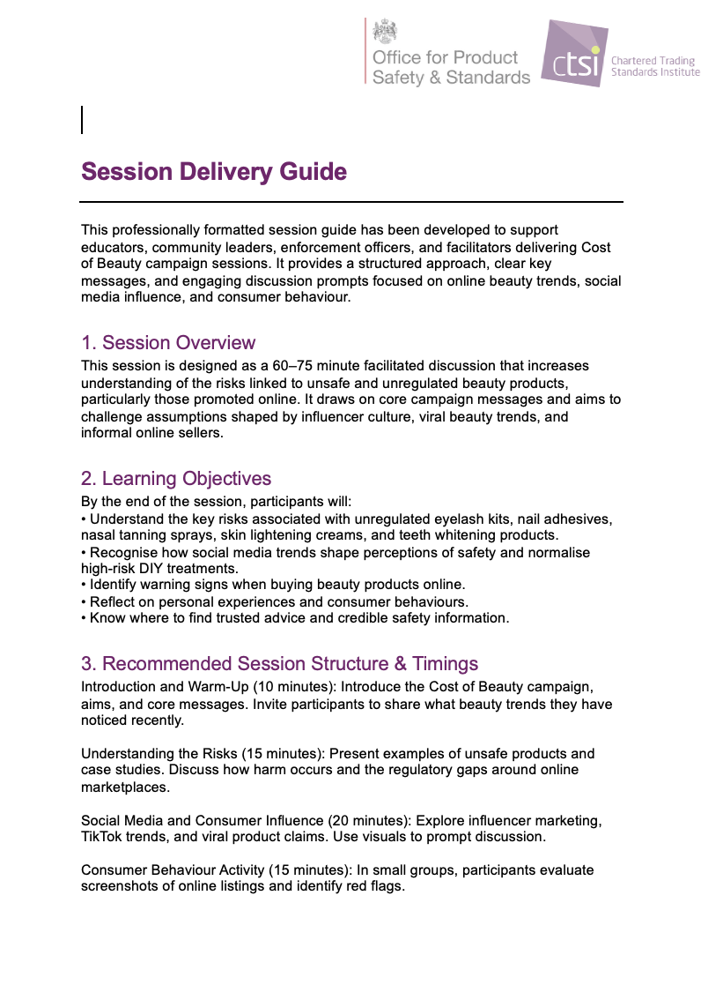 Office for Product
Safety & Standards
ctsi
Chartered Trading
Standards Institute
Session Delivery Guide
This professionally formatted session guide has been developed to support
educators, community leaders, enforcement officers, and facilitators delivering Cost
of Beauty campaign sessions. It provides a structured approach, clear key
messages, and engaging discussion prompts focused on online beauty trends, social
media influence, and consumer behaviour.
1. Session Overview
This session is designed as a 60–75 minute facilitated discussion that increases
understanding of the risks linked to unsafe and unregulated beauty products,
particularly those promoted online. It draws on core campaign messages and aims to
challenge assumptions shaped by influencer culture, viral beauty trends, and
informal online sellers.
2. Learning Objectives
By the end of the session, participants will:
• Understand the key risks associated with unregulated eyelash kits, nail adhesives,
nasal tanning sprays, skin lightening creams, and teeth whitening products.
• Recognise how social media trends shape perceptions of safety and normalise
high-risk DIY treatments.
• Identify warning signs when buying beauty products online.
• Reflect on personal experiences and consumer behaviours.
• Know where to find trusted advice and credible safety information.
3. Recommended Session Structure & Timings
Introduction and Warm-Up (10 minutes): Introduce the Cost of Beauty campaign,
aims, and core messages. Invite participants to share what beauty trends they have
noticed recently.
Understanding the Risks (15 minutes): Present examples of unsafe products and
case studies. Discuss how harm occurs and the regulatory gaps around online
marketplaces.
Social Media and Consumer Influence (20 minutes): Explore influencer marketing,
TikTok trends, and viral product claims. Use visuals to prompt discussion.
Consumer Behaviour Activity (15 minutes): In small groups, participants evaluate
screenshots of online listings and identify red flags.